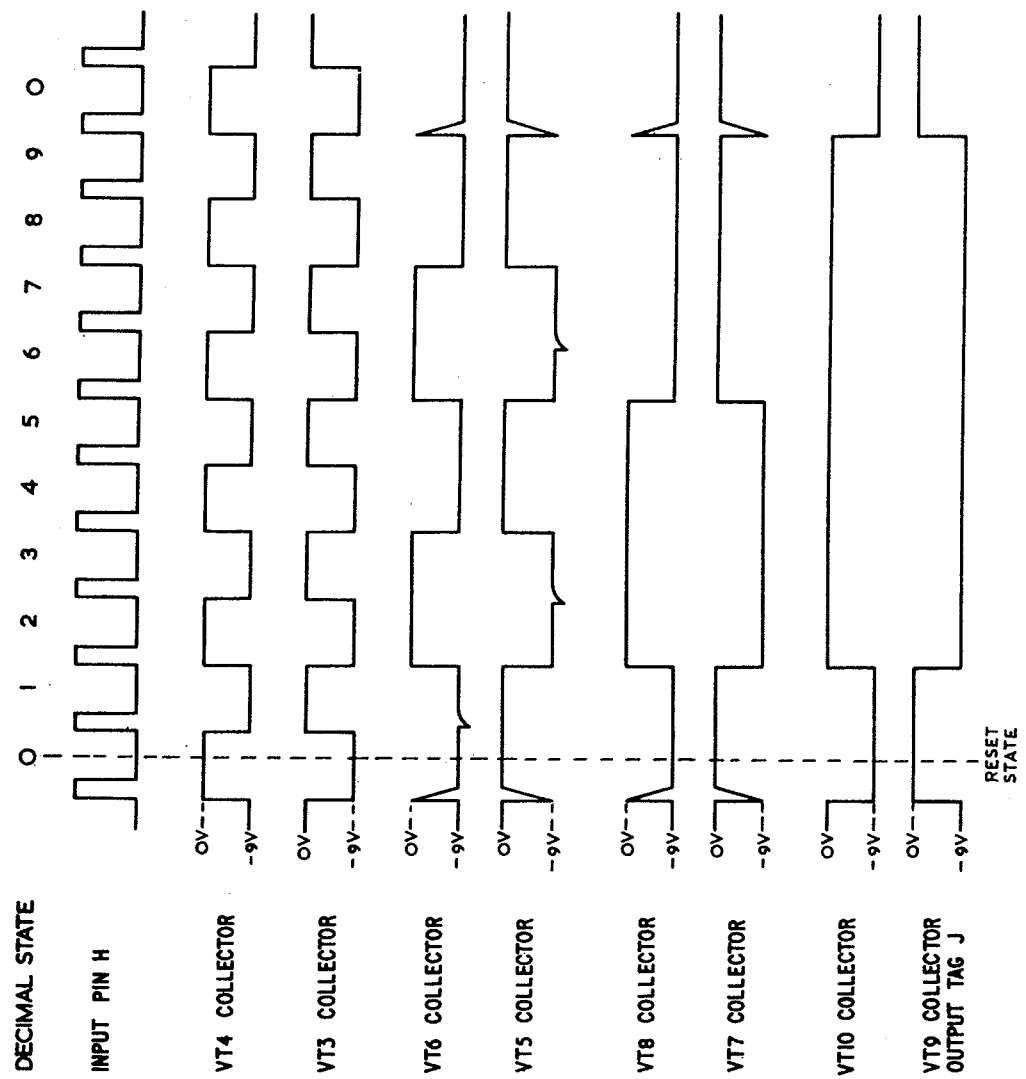 DECIMAL STATE 0 1 2 3 4 5 6 7 8 9 0
INPUT PIN H
VT4 COLLECTOR
0V
-9V
VT3 COLLECTOR
0V
-9V
VT6 COLLECTOR
0V
-9V
VT5 COLLECTOR
0V
-9V
VT8 COLLECTOR
0V
-9V
VT7 COLLECTOR
0V
-9V
VT10 COLLECTOR
0V
-9V
VT9 COLLECTOR
OUTPUT TAG J
0V
-9V
RESET
STATE